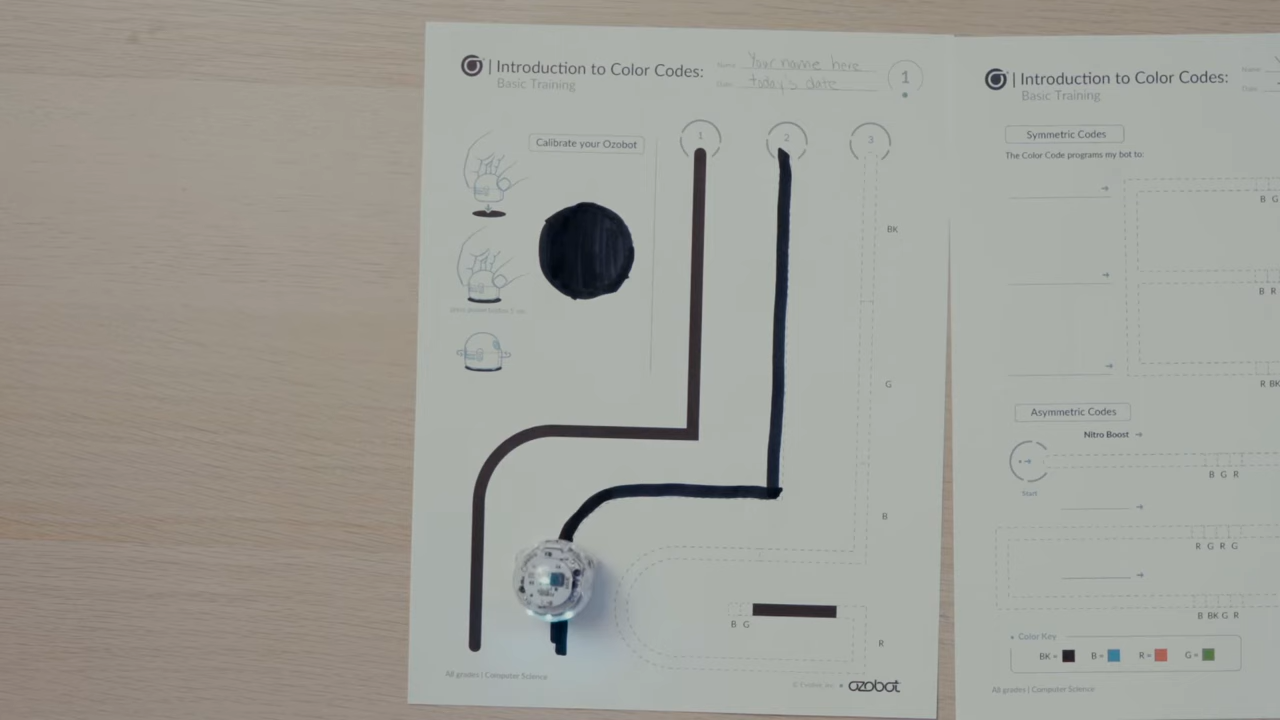 | Introduction to Color Codes:
Basic Training
Name Your name here
Date today's date
1
Calibrate your Ozobot
1
2
3
BK
G
B
B G
R
All grades | Computer Science
ozobot
| Introduction to Color Codes:
Basic Training
Symmetric Codes
The Color Code programs my bot to:
B G
B R
R BK
Asymmetric Codes
Nitro Boost
B G R
Start
R G R G
B BK G R
Color Key
BK = B = R = G =
All grades | Computer Science